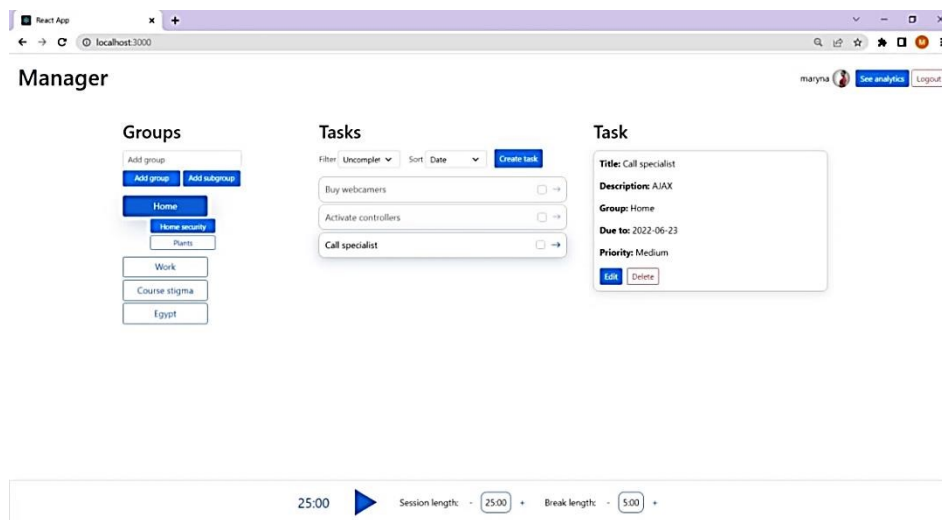 React App
localhost:3000
M
Manager
maryna
See analytics
Logout
Groups
Add group
Add group Add subgroup
Home
Home security
Plants
Work
Course stigma
Egypt
Tasks
Filter Uncomplet Sort Date Create task
Buy webcamers
Activate controllers
Call specialist
Task
Title: Call specialist
Description: AJAX
Group: Home
Due to: 2022-06-23
Priority: Medium
Edit Delete
25:00 Session length: - 25:00 + Break length: - 5:00 +